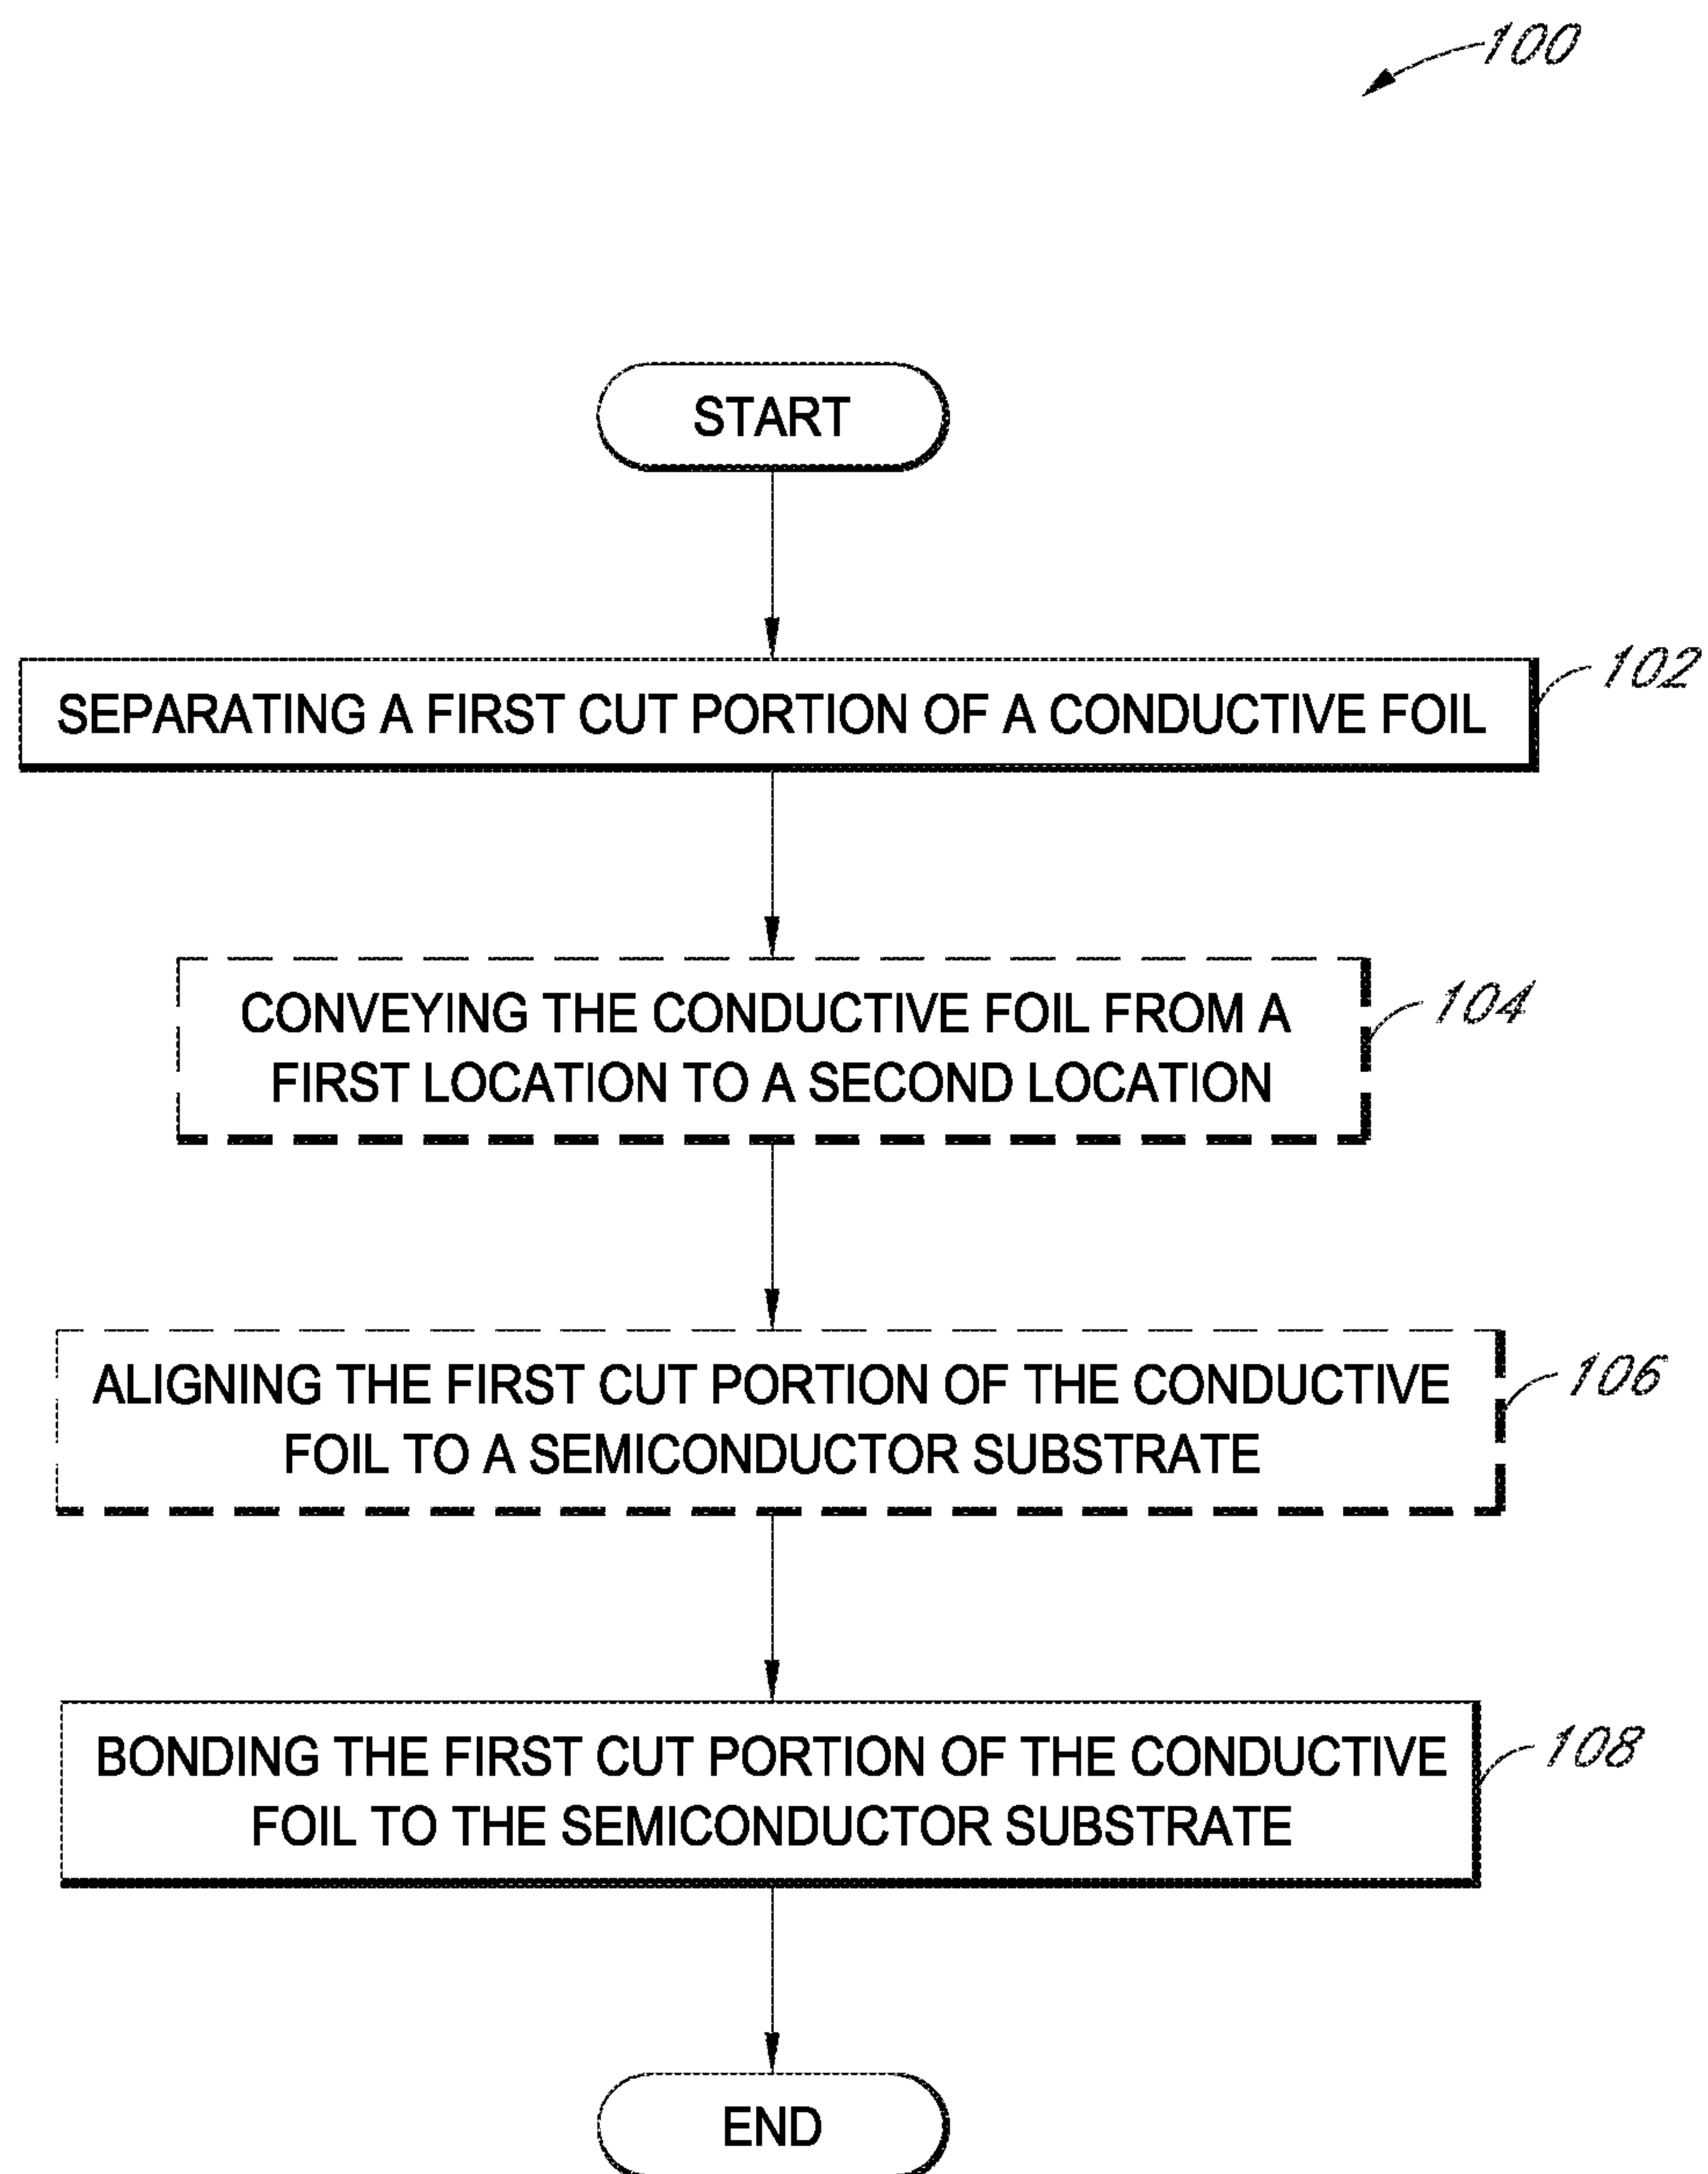 100
START
SEPARATING A FIRST CUT PORTION OF A CONDUCTIVE FOIL
102
CONVEYING THE CONDUCTIVE FOIL FROM A
FIRST LOCATION TO A SECOND LOCATION
104
ALIGNING THE FIRST CUT PORTION OF THE CONDUCTIVE
FOIL TO A SEMICONDUCTOR SUBSTRATE
106
BONDING THE FIRST CUT PORTION OF THE CONDUCTIVE
FOIL TO THE SEMICONDUCTOR SUBSTRATE
108
END